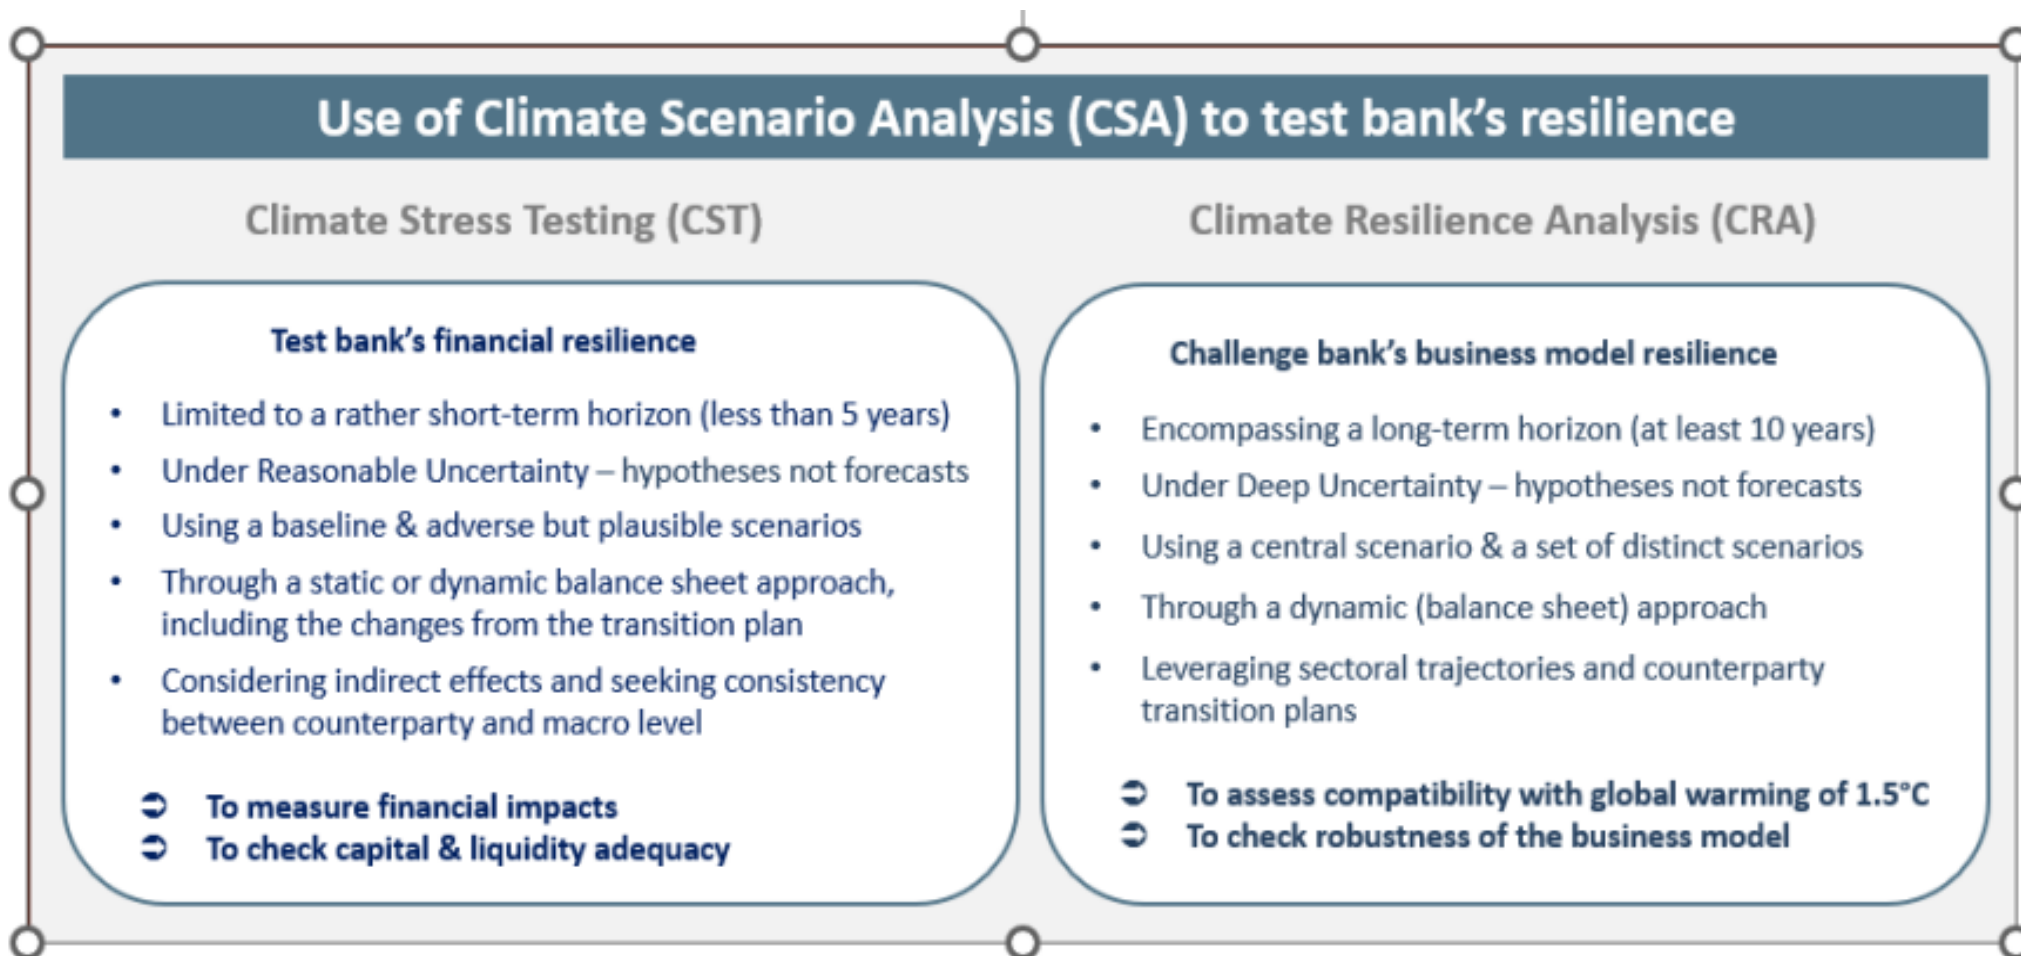 Use of Climate Scenario Analysis (CSA) to test bank's resilience
Climate Stress Testing (CST)
Test bank's financial resilience
• Limited to a rather short-term horizon (less than 5 years)
• Under Reasonable Uncertainty – hypotheses not forecasts
• Using a baseline & adverse but plausible scenarios
• Through a static or dynamic balance sheet approach,
including the changes from the transition plan
• Considering indirect effects and seeking consistency
between counterparty and macro level
➲ To measure financial impacts
➲ To check capital & liquidity adequacy
Climate Resilience Analysis (CRA)
Challenge bank's business model resilience
• Encompassing a long-term horizon (at least 10 years)
• Under Deep Uncertainty – hypotheses not forecasts
• Using a central scenario & a set of distinct scenarios
• Through a dynamic (balance sheet) approach
• Leveraging sectoral trajectories and counterparty
transition plans
➲ To assess compatibility with global warming of 1.5°C
➲ To check robustness of the business model